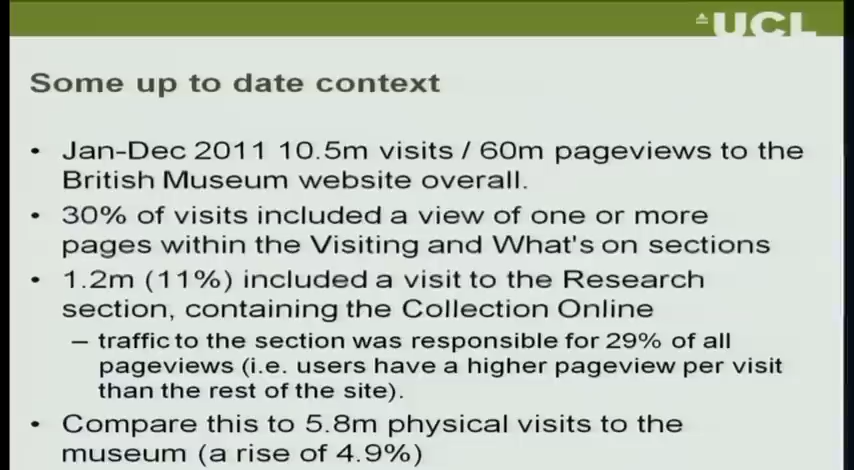 UCL
Some up to date context
• Jan-Dec 2011 10.5m visits / 60m pageviews to the
British Museum website overall.
• 30% of visits included a view of one or more
pages within the Visiting and What's on sections
• 1.2m (11%) included a visit to the Research
section, containing the Collection Online
– traffic to the section was responsible for 29% of all
pageviews (i.e. users have a higher pageview per visit
than the rest of the site).
• Compare this to 5.8m physical visits to the
museum (a rise of 4.9%)